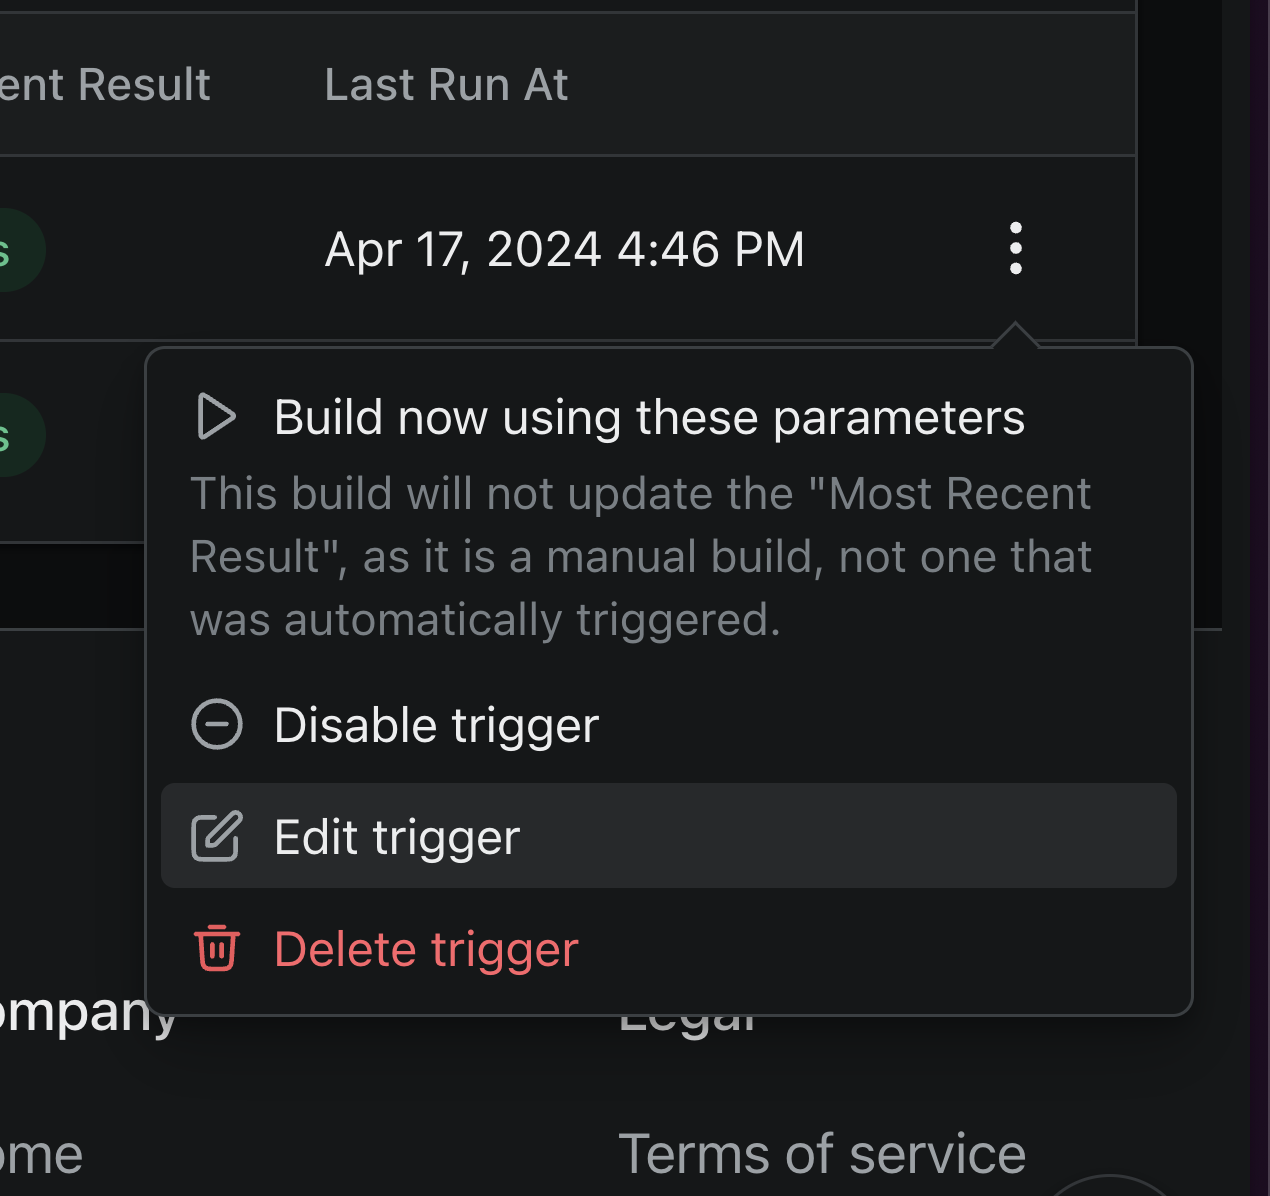 ent Result Last Run At
s Apr 17, 2024 4:46 PM
s
Build now using these parameters
This build will not update the "Most Recent
Result", as it is a manual build, not one that
was automatically triggered.
Disable trigger
Edit trigger
Delete trigger
ompany Legal
ome Terms of service